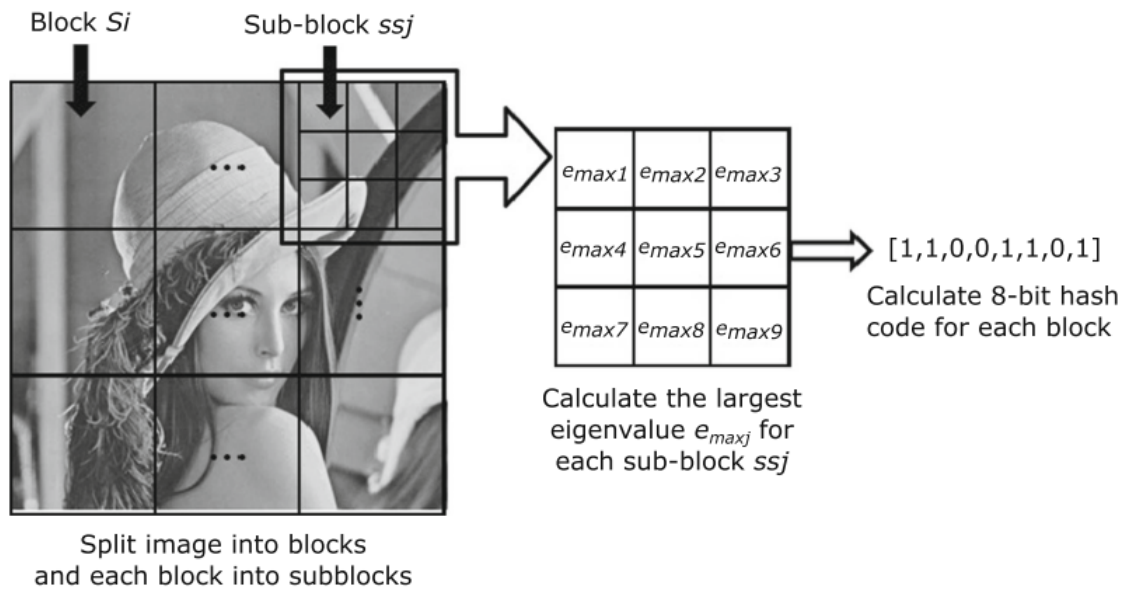 Block Si
Sub-block ssj
emax1 emax2 emax3
emax4 emax5 emax6
emax7 emax8 emax9
[1,1,0,0,1,1,0,1]
Calculate 8-bit hash
code for each block
Calculate the largest
eigenvalue emaxj for
each sub-block ssj
Split image into blocks
and each block into subblocks